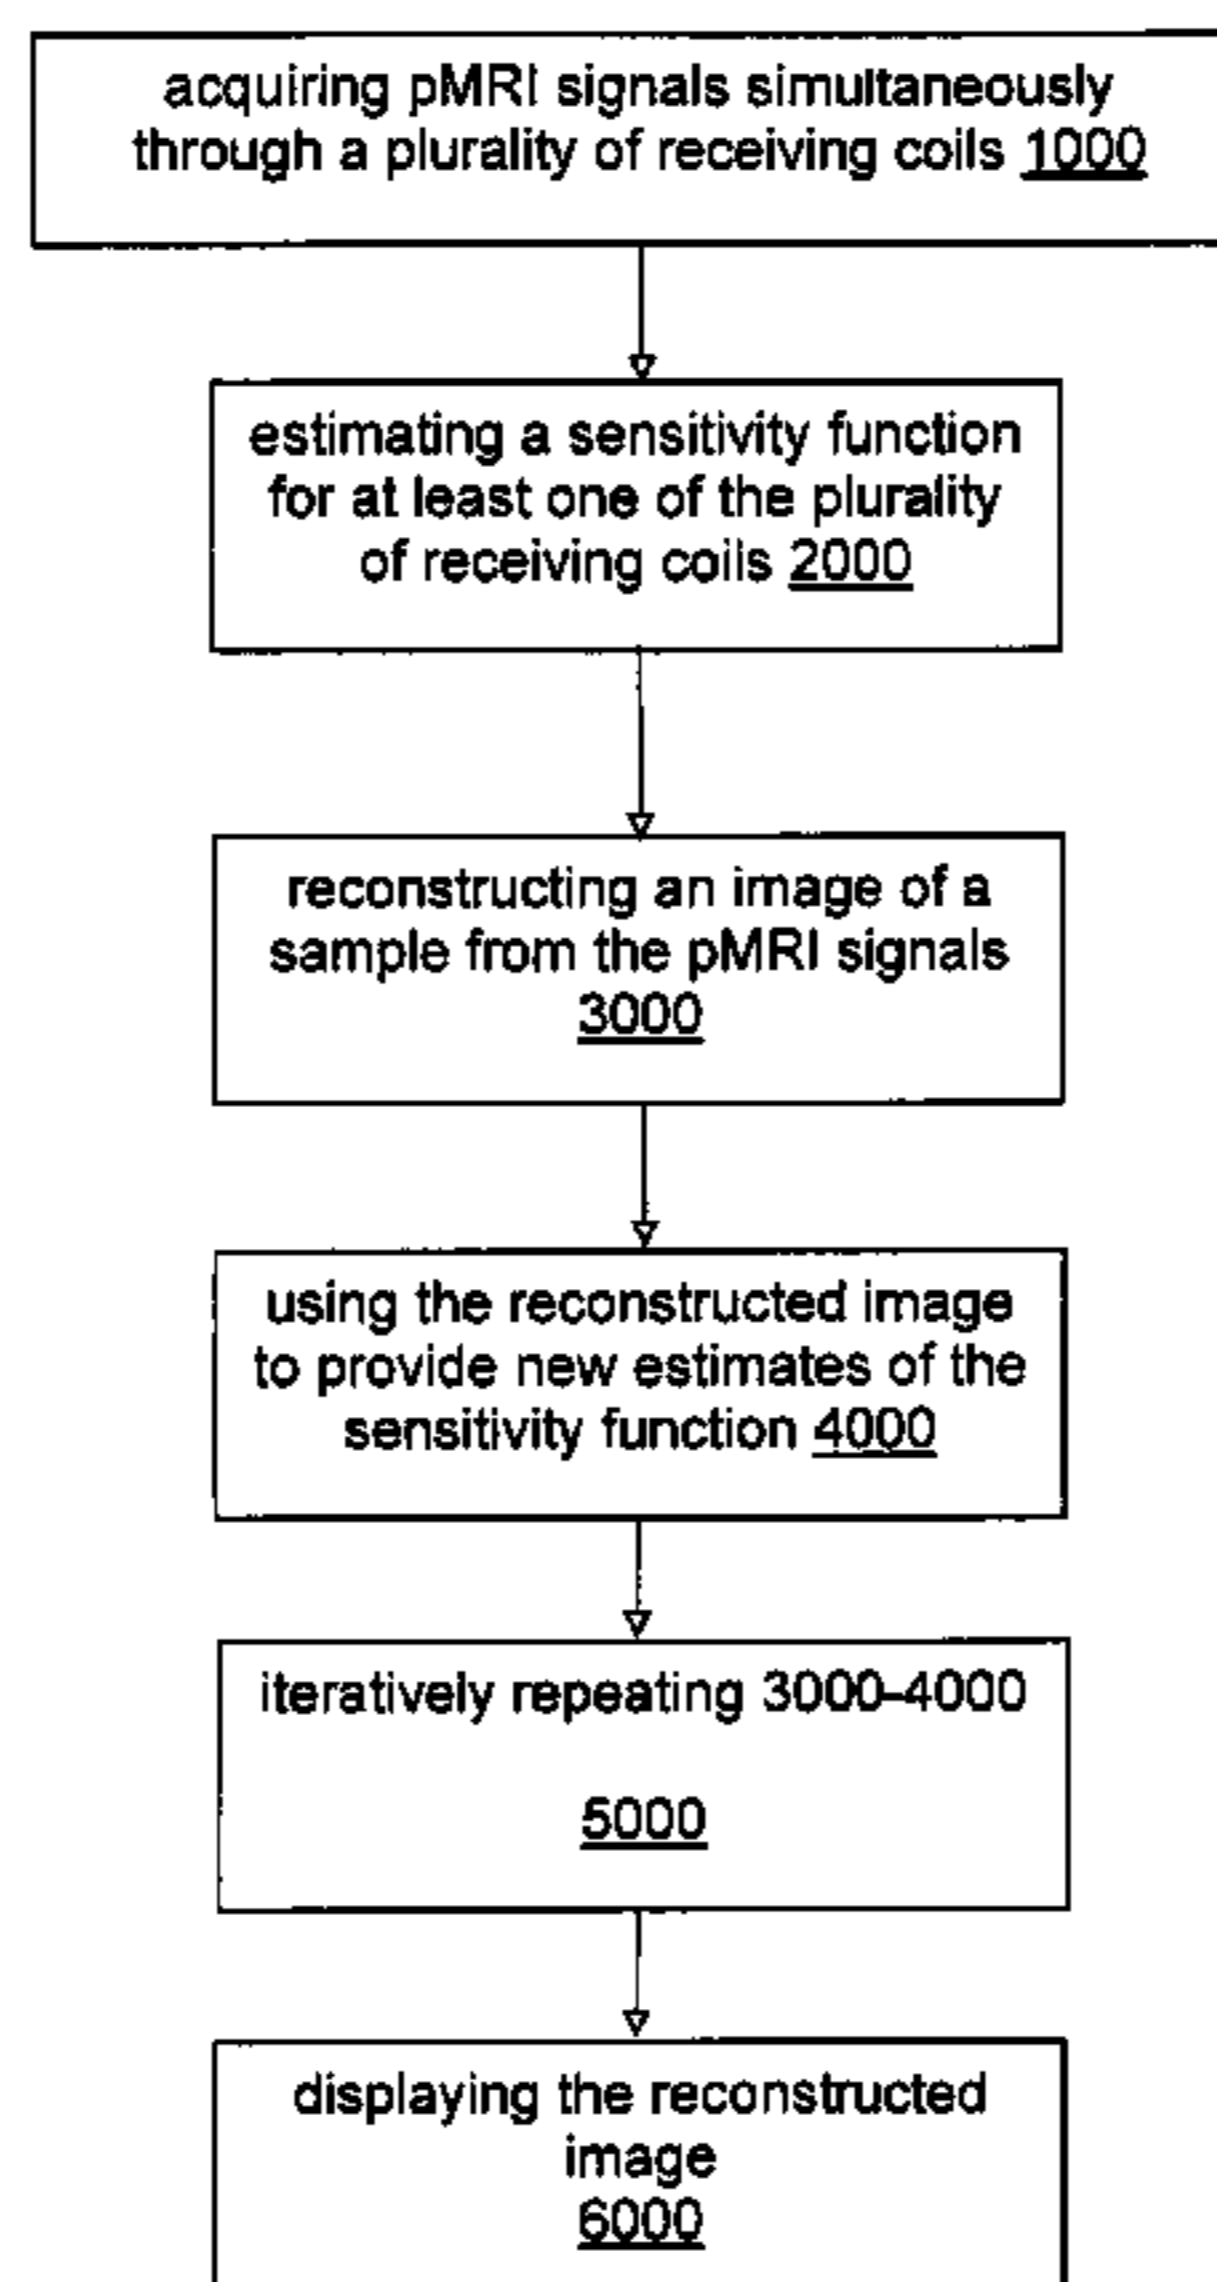 acquiring pMRI signals simultaneously
through a plurality of receiving coils 1000
estimating a sensitivity function
for at least one of the plurality
of receiving coils 2000
reconstructing an image of a
sample from the pMRI signals
3000
using the reconstructed image
to provide new estimates of the
sensitivity function 4000
iteratively repeating 3000-4000
5000
displaying the reconstructed
image
6000